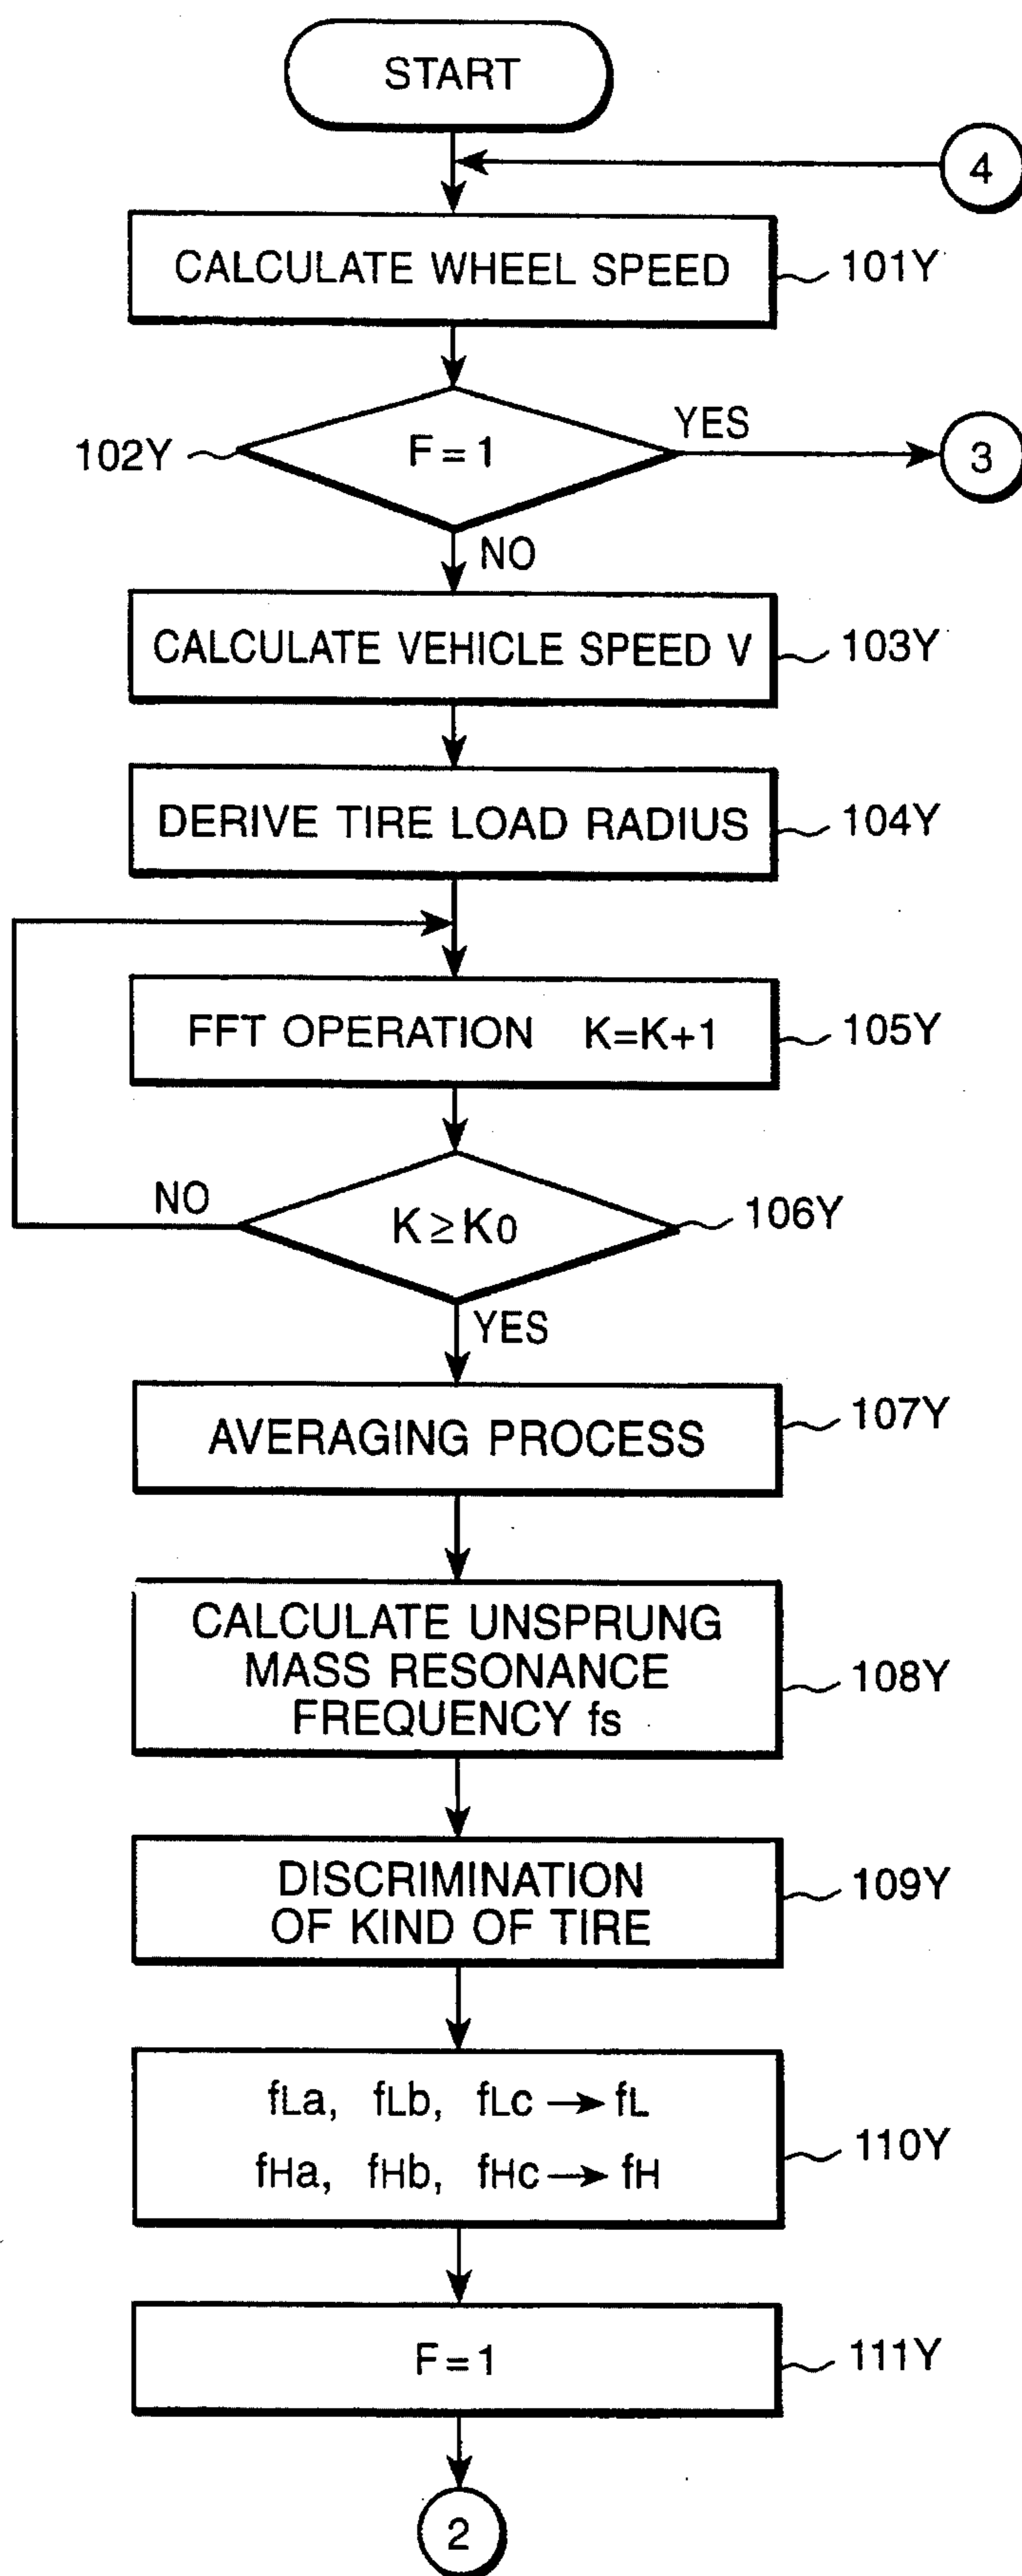 START
4
CALCULATE WHEEL SPEED 101Y
102Y F=1 YES
3
NO
CALCULATE VEHICLE SPEED V 103Y
DERIVE TIRE LOAD RADIUS 104Y
FFT OPERATION K=K+1 105Y
NO K≥K0 106Y
YES
AVERAGING PROCESS 107Y
CALCULATE UNSPRUNG
MASS RESONANCE
FREQUENCY fs 108Y
DISCRIMINATION
OF KIND OF TIRE 109Y
fLa, fLb, fLc → fL
fHa, fHb, fHc → fH
110Y
F=1 111Y
2